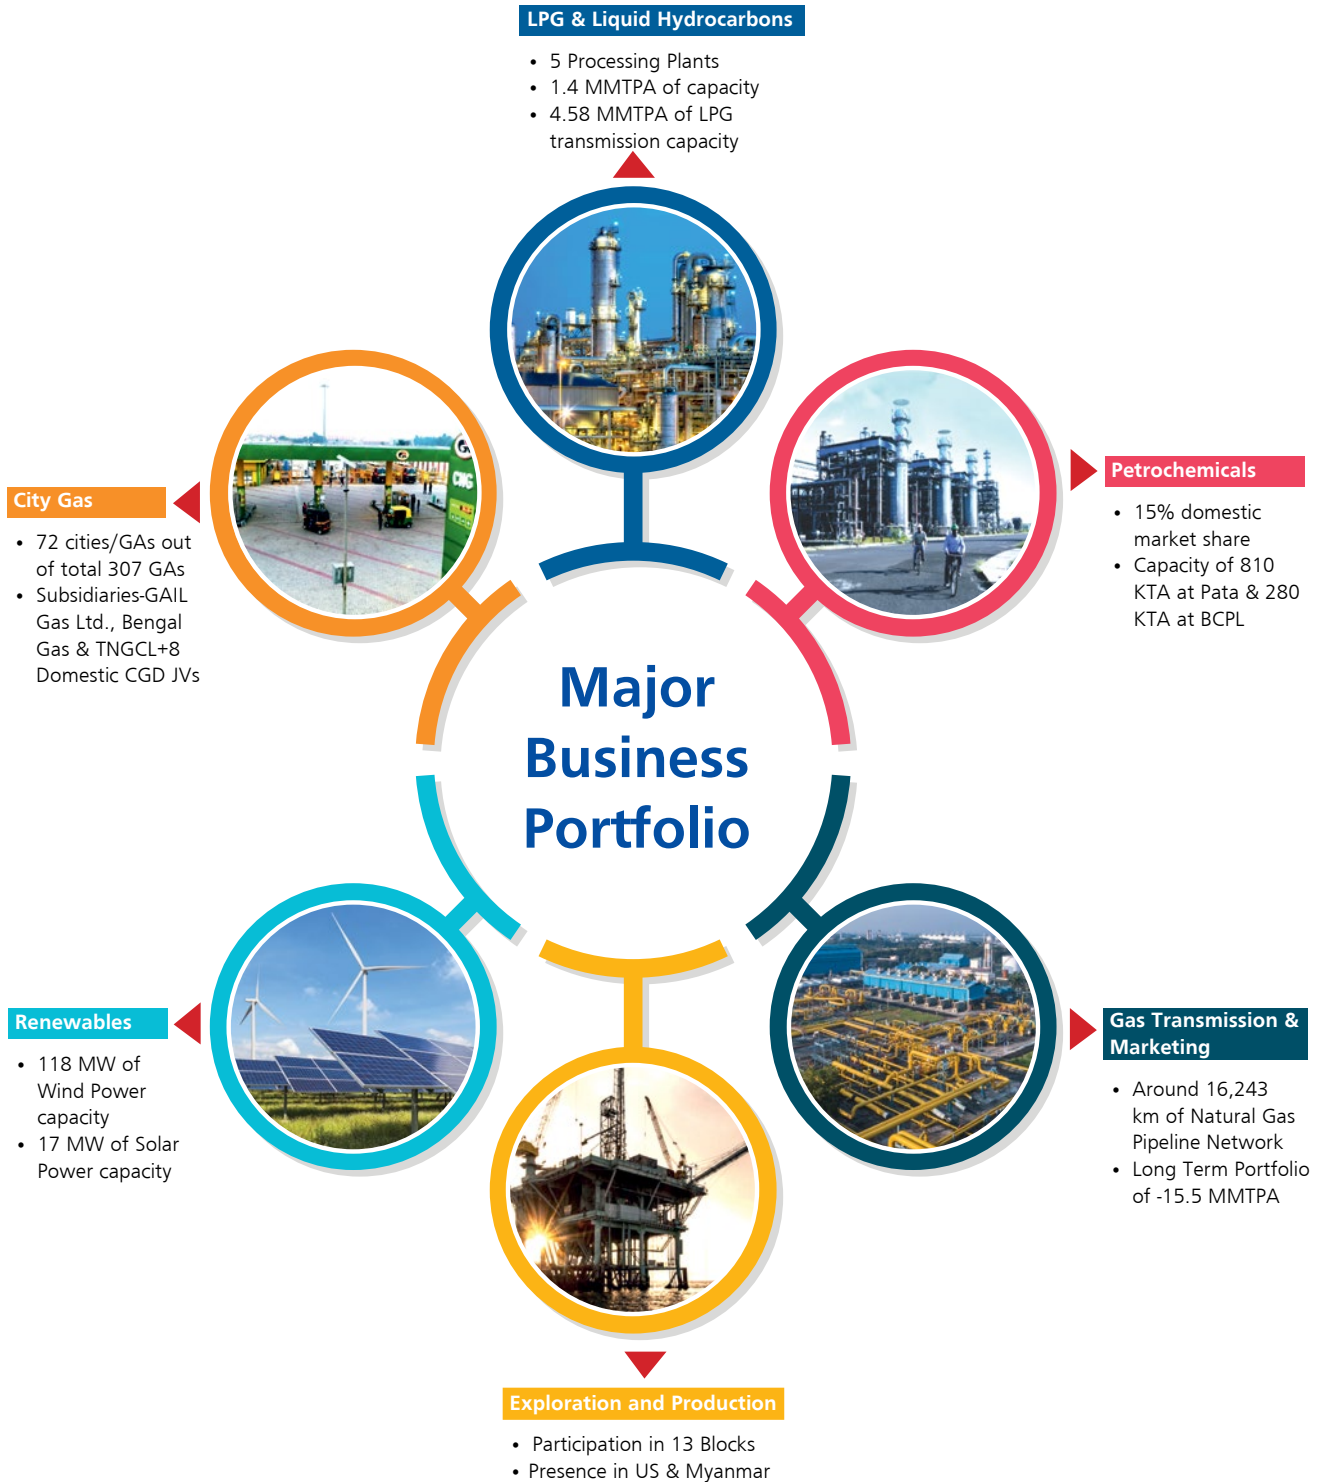 LPG & Liquid Hydrocarbons
• 5 Processing Plants
• 1.4 MMTPA of capacity
• 4.58 MMTPA of LPG
transmission capacity
City Gas
• 72 cities/GAs out
of total 307 GAs
• Subsidiaries-GAIL
Gas Ltd., Bengal
Gas & TNGCL+8
Domestic CGD JVs
CNG
Petrochemicals
• 15% domestic
market share
• Capacity of 810
KTA at Pata & 280
KTA at BCPL
Major
Business
Portfolio
Renewables
• 118 MW of
Wind Power
capacity
• 17 MW of Solar
Power capacity
Gas Transmission &
Marketing
• Around 16,243
km of Natural Gas
Pipeline Network
• Long Term Portfolio
of -15.5 MMTPA
Exploration and Production
• Participation in 13 Blocks
• Presence in US & Myanmar